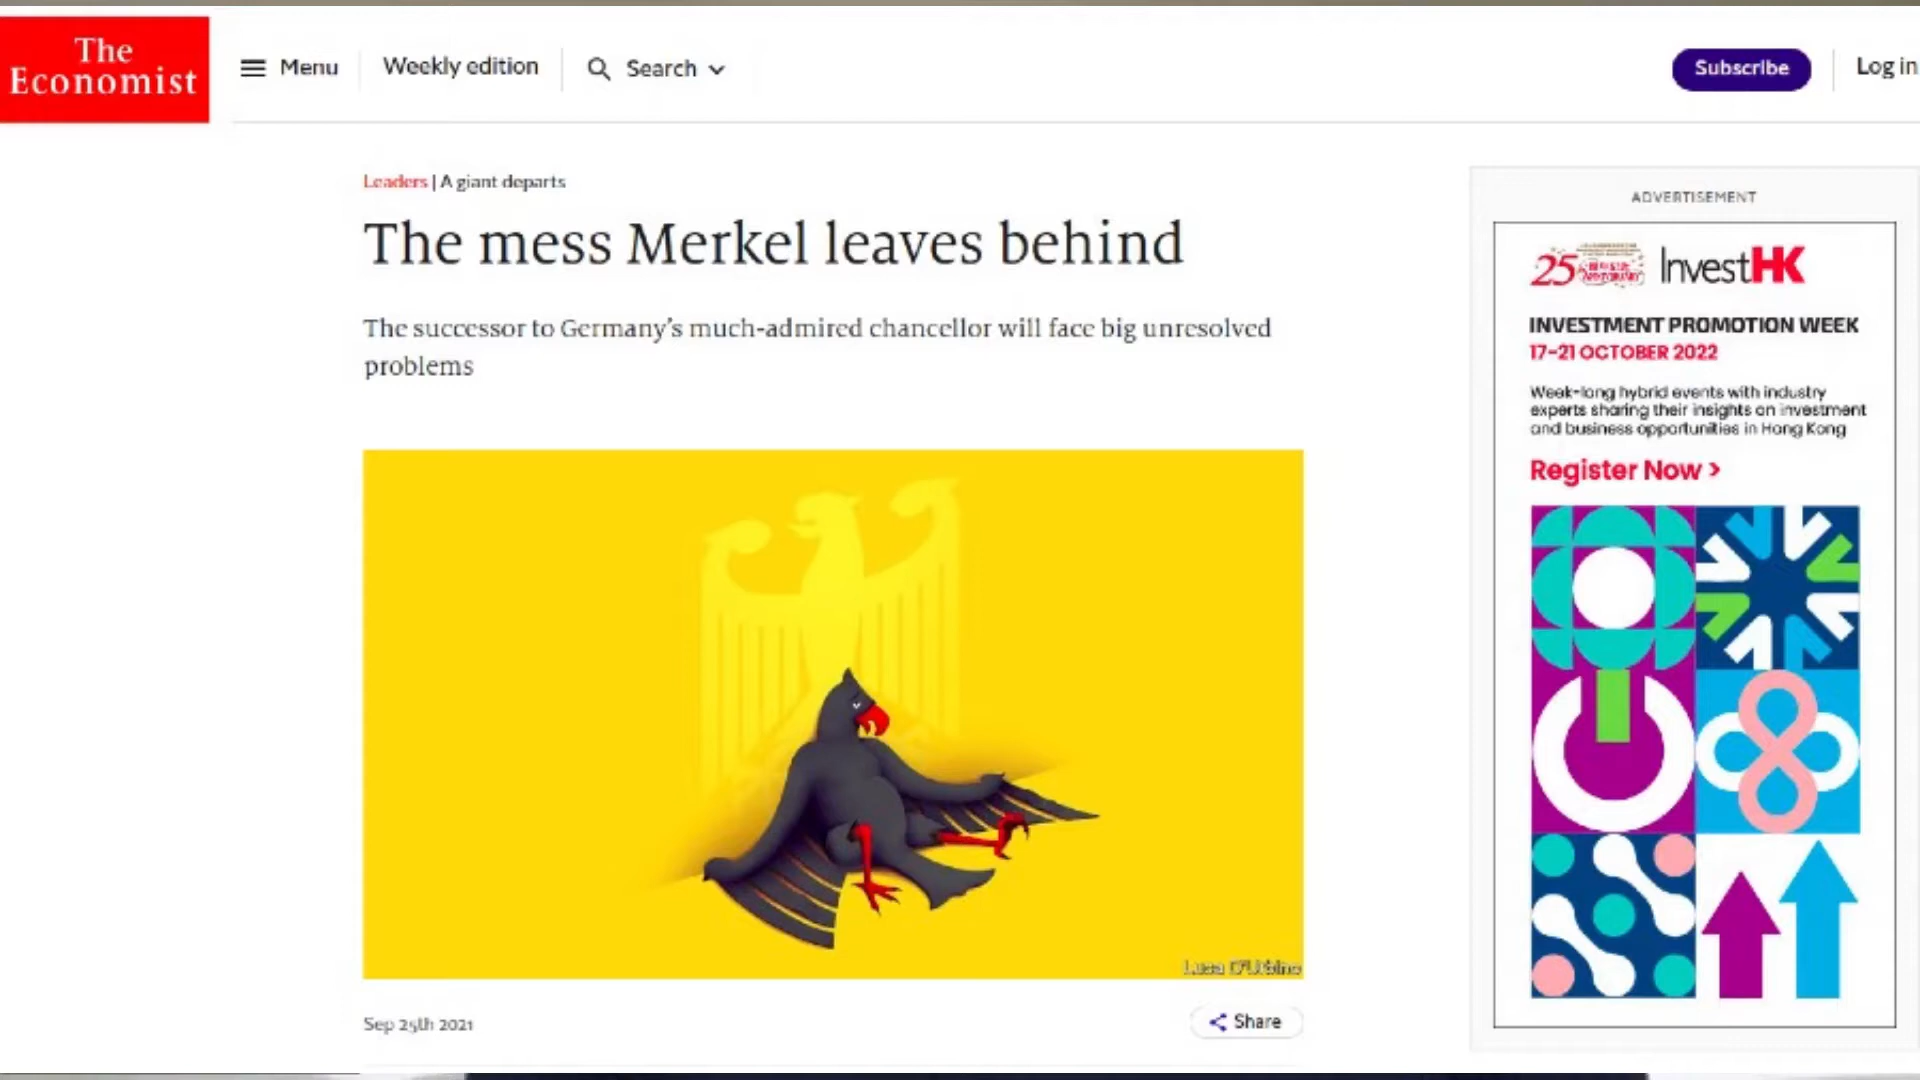 The
Economist
Menu
Weekly edition
Search
Subscribe
Log in
Leaders | A giant departs
The mess Merkel leaves behind
The successor to Germany's much-admired chancellor will face big unresolved
problems
Luca D'Urbino
Sep 25th 2021
Share
ADVERTISEMENT
25
InvestHK
INVESTMENT PROMOTION WEEK
17-21 OCTOBER 2022
Week-long hybrid events with industry
experts sharing their insights on investment
and business opportunities in Hong Kong
Register Now >